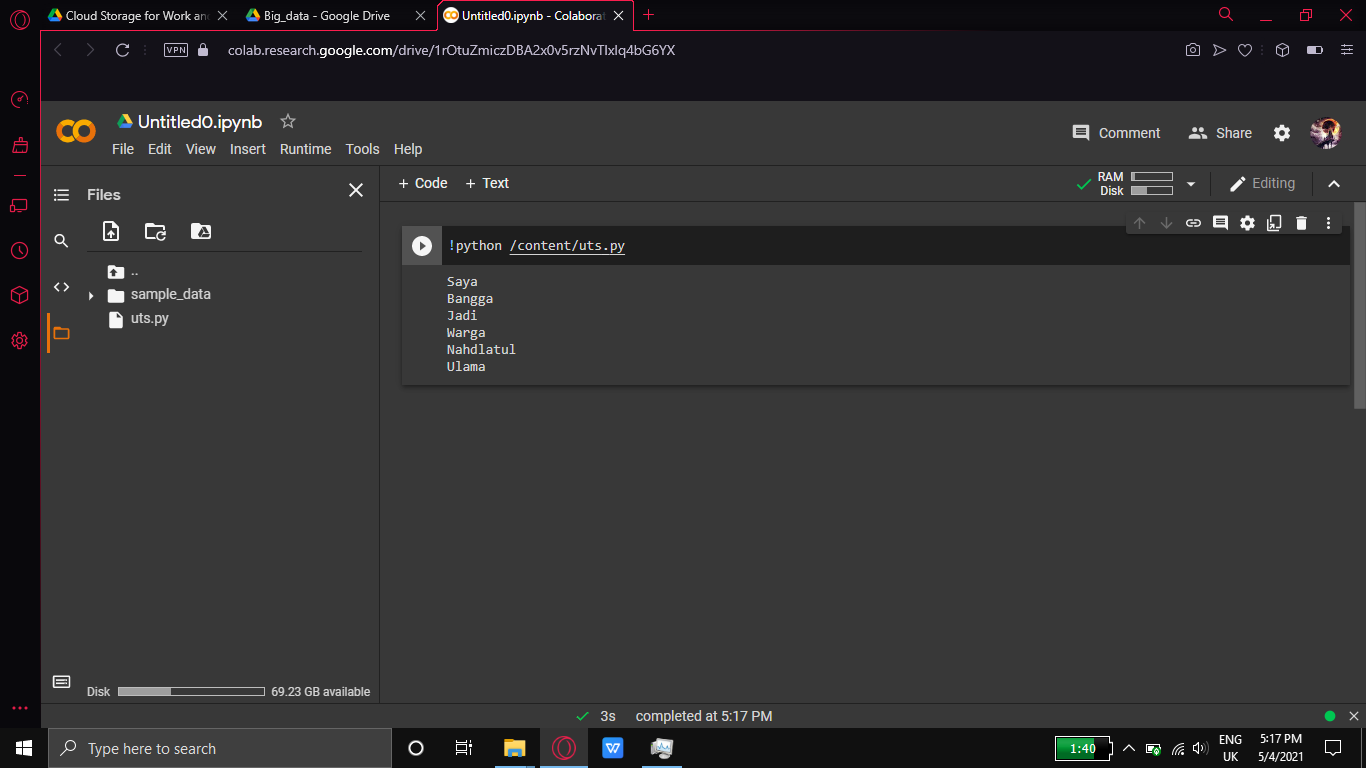 Cloud Storage for Work an
Big_data - Google Drive
Untitled0.ipynb - Colaborat
VPN
colab.research.google.com/drive/1rOtuZmiczDBA2x0v5rzNvTIxIq4bG6YX
Untitled0.ipynb
File Edit View Insert Runtime Tools Help
Comment
Share
Files
+ Code + Text
RAM
Disk
Editing
!python /content/uts.py
..
sample_data
uts.py
Saya
Bangga
Jadi
Warga
Nahdlatul
Ulama
Disk 69.23 GB available
3s completed at 5:17 PM
Type here to search
1:40
ENG
UK
5:17 PM
5/4/2021